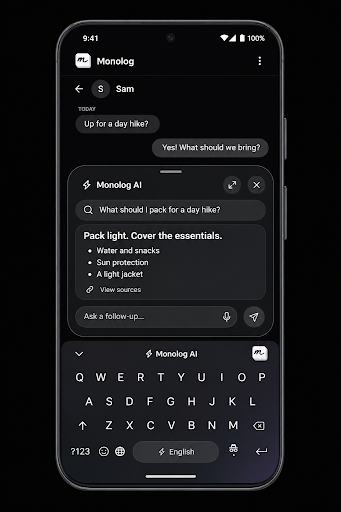 9:41
100%
Monolog
S
Sam
TODAY
Up for a day hike?
Yes! What should we bring?
Monolog AI
What should I pack for a day hike?
Pack light. Cover the essentials.
• Water and snacks
• Sun protection
• A light jacket
View sources
Ask a follow-up...
Monolog AI
Q W E R T Y U I O P
A S D F G H J K L
Z X C V B N M
?123
English